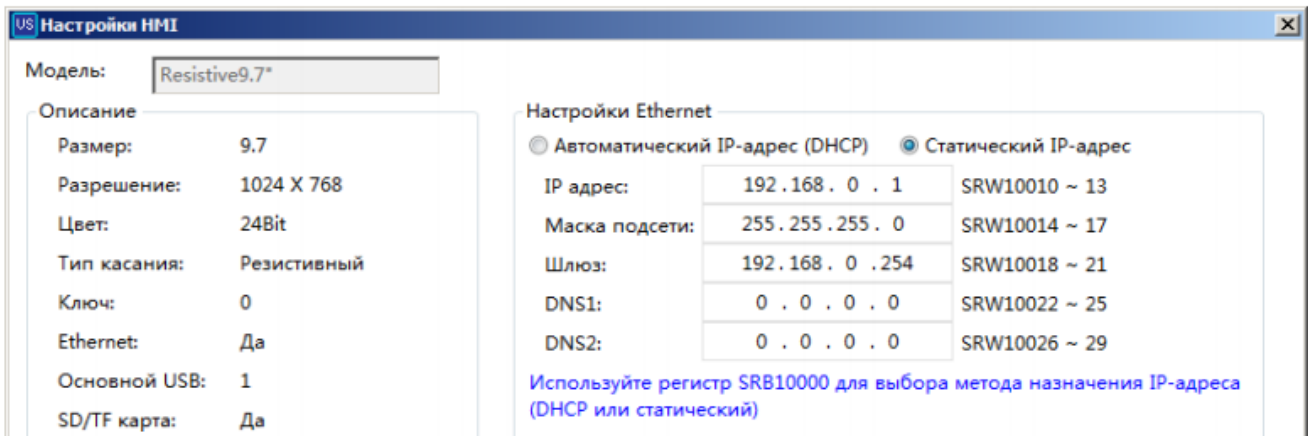 VS Настройки HMI
Модель: Resistive9.7"
Описание
Размер: 9.7
Разрешение: 1024 X 768
Цвет: 24Bit
Тип касания: Резистивный
Ключ: 0
Ethernet: Да
Основной USB: 1
SD/TF карта: Да
Настройки Ethernet
Автоматический IP-адрес (DHCP) Статический IP-адрес
IP адрес: 192.168. 0 . 1 SRW10010 ~ 13
Маска подсети: 255.255.255. 0 SRW10014 ~ 17
Шлюз: 192.168. 0 .254 SRW10018 ~ 21
DNS1: 0 . 0 . 0 . 0 SRW10022 ~ 25
DNS2: 0 . 0 . 0 . 0 SRW10026 ~ 29
Используйте регистр SRB10000 для выбора метода назначения IP-адреса
(DHCP или статический)